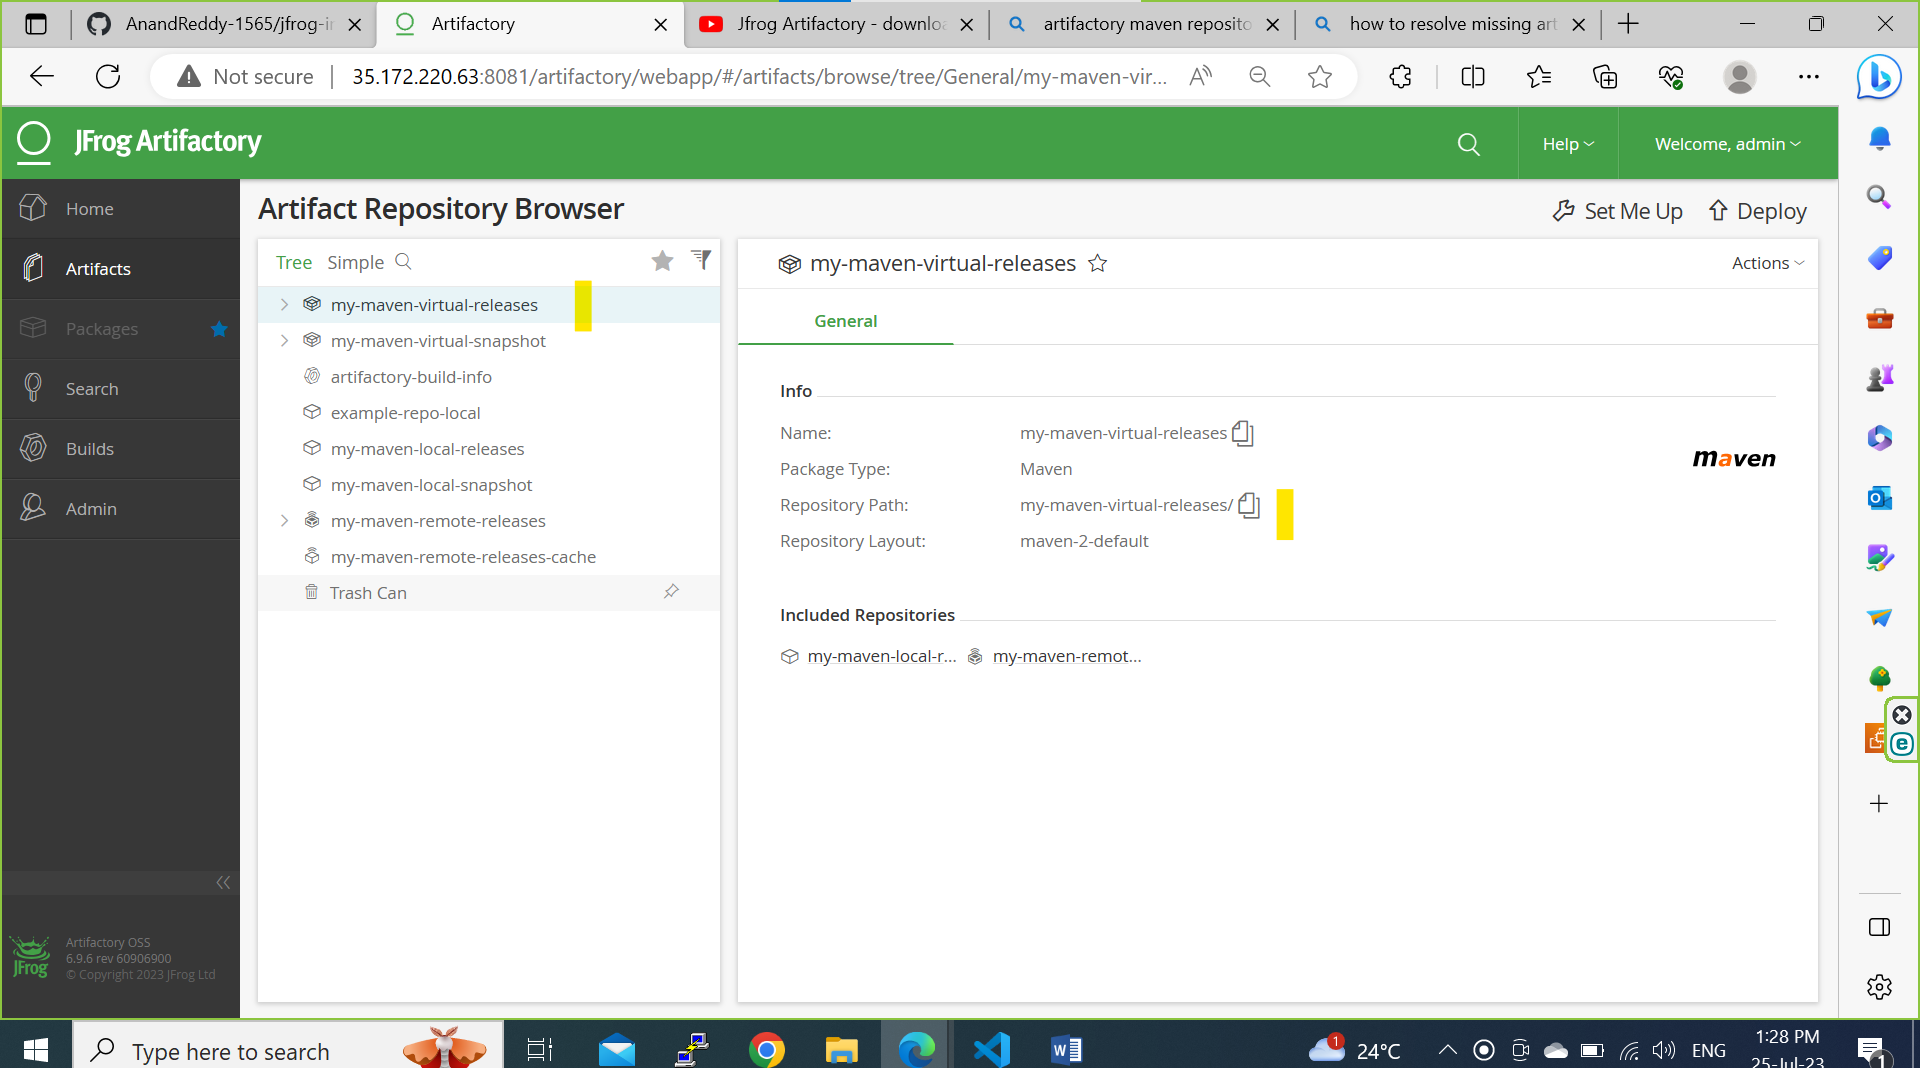 AnandReddy-1565/jfrog-i
Artifactory
Jfrog Artifactory - downlo
artifactory maven reposito
how to resolve missing art
Not secure
35.172.220.63:8081/artifactory/webapp/#/artifacts/browse/tree/General/my-maven-vir...
JFrog Artifactory
Help
Welcome, admin
Home
Artifacts
Packages
Search
Builds
Admin
Artifactory OSS
6.9.6 rev 60906900
© Copyright 2023 JFrog Ltd
JFrog
Artifact Repository Browser
Set Me Up
Deploy
Tree
Simple
my-maven-virtual-releases
my-maven-virtual-snapshot
artifactory-build-info
example-repo-local
my-maven-local-releases
my-maven-local-snapshot
my-maven-remote-releases
my-maven-remote-releases-cache
Trash Can
my-maven-virtual-releases
Actions
General
Info
Name: my-maven-virtual-releases
Package Type: Maven
Repository Path: my-maven-virtual-releases/
Repository Layout: maven-2-default
maven
Included Repositories
my-maven-local-r... my-maven-remot...
Type here to search
1
24°C
ENG
1:28 PM
25-Jul-23
1